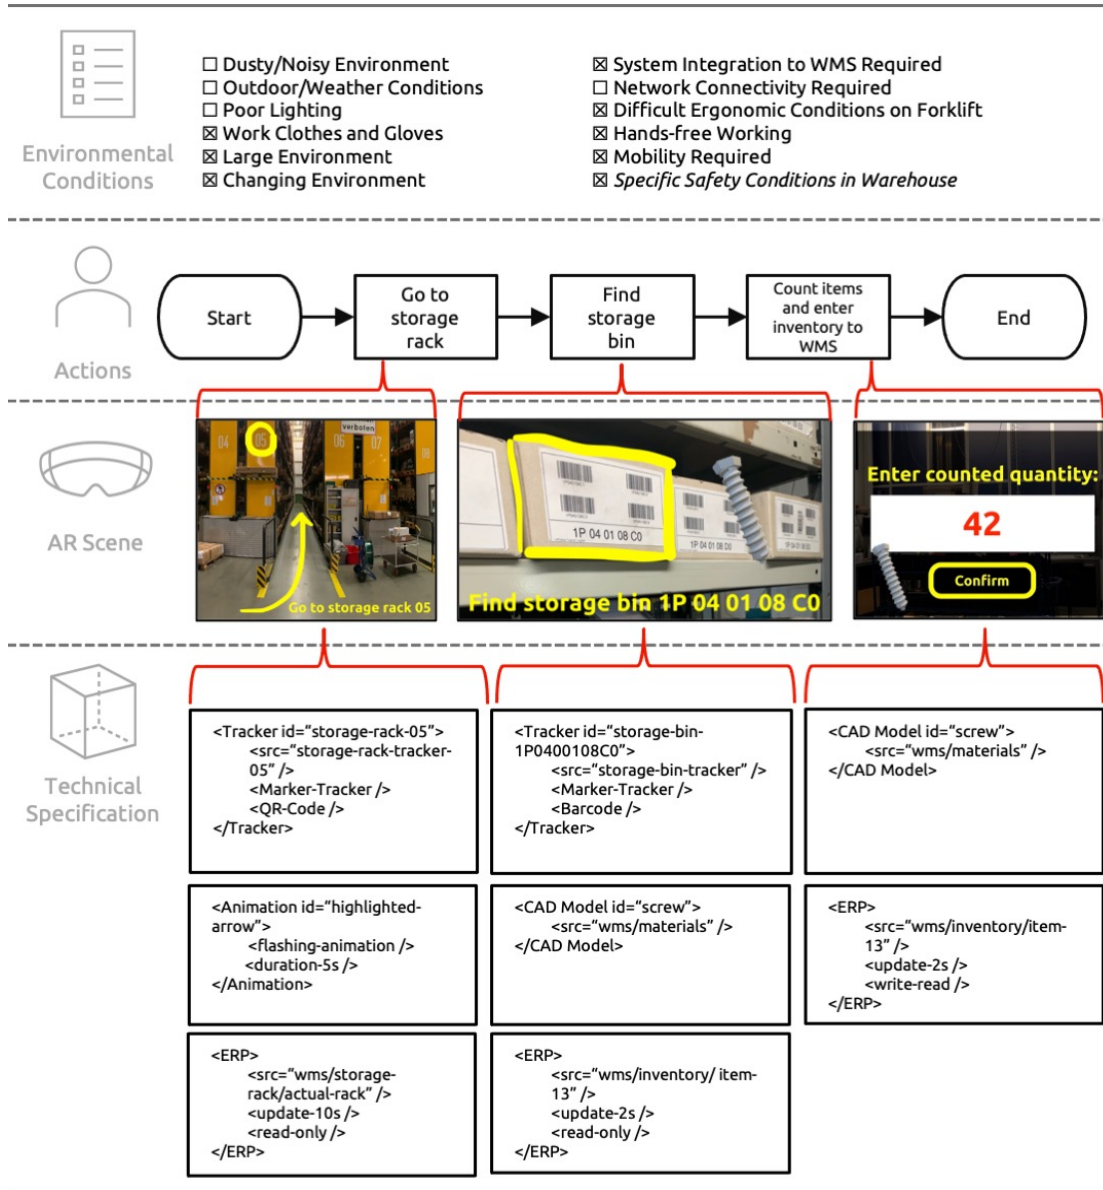 ☐ Dusty/Noisy Environment
☐ Outdoor/Weather Conditions
☐ Poor Lighting
☒ Work Clothes and Gloves
☒ Large Environment
☒ Changing Environment
☒ System Integration to WMS Required
☐ Network Connectivity Required
☒ Difficult Ergonomic Conditions on Forklift
☒ Hands-free Working
☒ Mobility Required
☒ Specific Safety Conditions in Warehouse
Environmental
Conditions
Actions
Start
Go to
storage
rack
Find
storage
bin
Count items
and enter
inventory to
WMS
End
AR Scene
verboten
04
05
06
07
Go to storage rack 05
1P 04 01 08 C0
1P 04 01 08 D0
Find storage bin 1P 04 01 08 C0
Enter counted quantity:
42
Confirm
Technical
Specification
<Tracker id=“storage-rack-05”>
<src=“storage-rack-tracker-
05” />
<Marker-Tracker />
<QR-Code />
</Tracker>
<Tracker id=“storage-bin-
1P0400108C0”>
<src=“storage-bin-tracker” />
<Marker-Tracker />
<Barcode />
</Tracker>
<CAD Model id=“screw”>
<src=“wms/materials” />
</CAD Model>
<Animation id=“highlighted-
arrow”>
<flashing-animation />
<duration-5s />
</Animation>
<CAD Model id=“screw”>
<src=“wms/materials” />
</CAD Model>
<ERP>
<src=“wms/inventory/item-
13” />
<update-2s />
<write-read />
</ERP>
<ERP>
<src=“wms/storage-
rack/actual-rack” />
<update-10s />
<read-only />
</ERP>
<ERP>
<src=“wms/inventory/ item-
13” />
<update-2s />
<read-only />
</ERP>